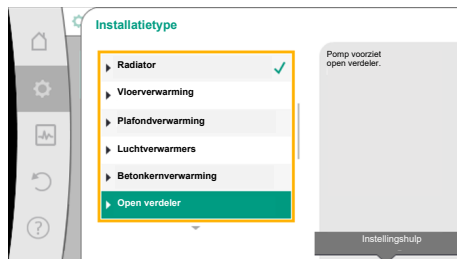 Installatietype
Radiator
Vloerverwarming
Plafondverwarming
Luchtverwarmers
Betonkernverwarming
Open verdeler
Pomp voorziet
open verdeler.
Instellingshulp